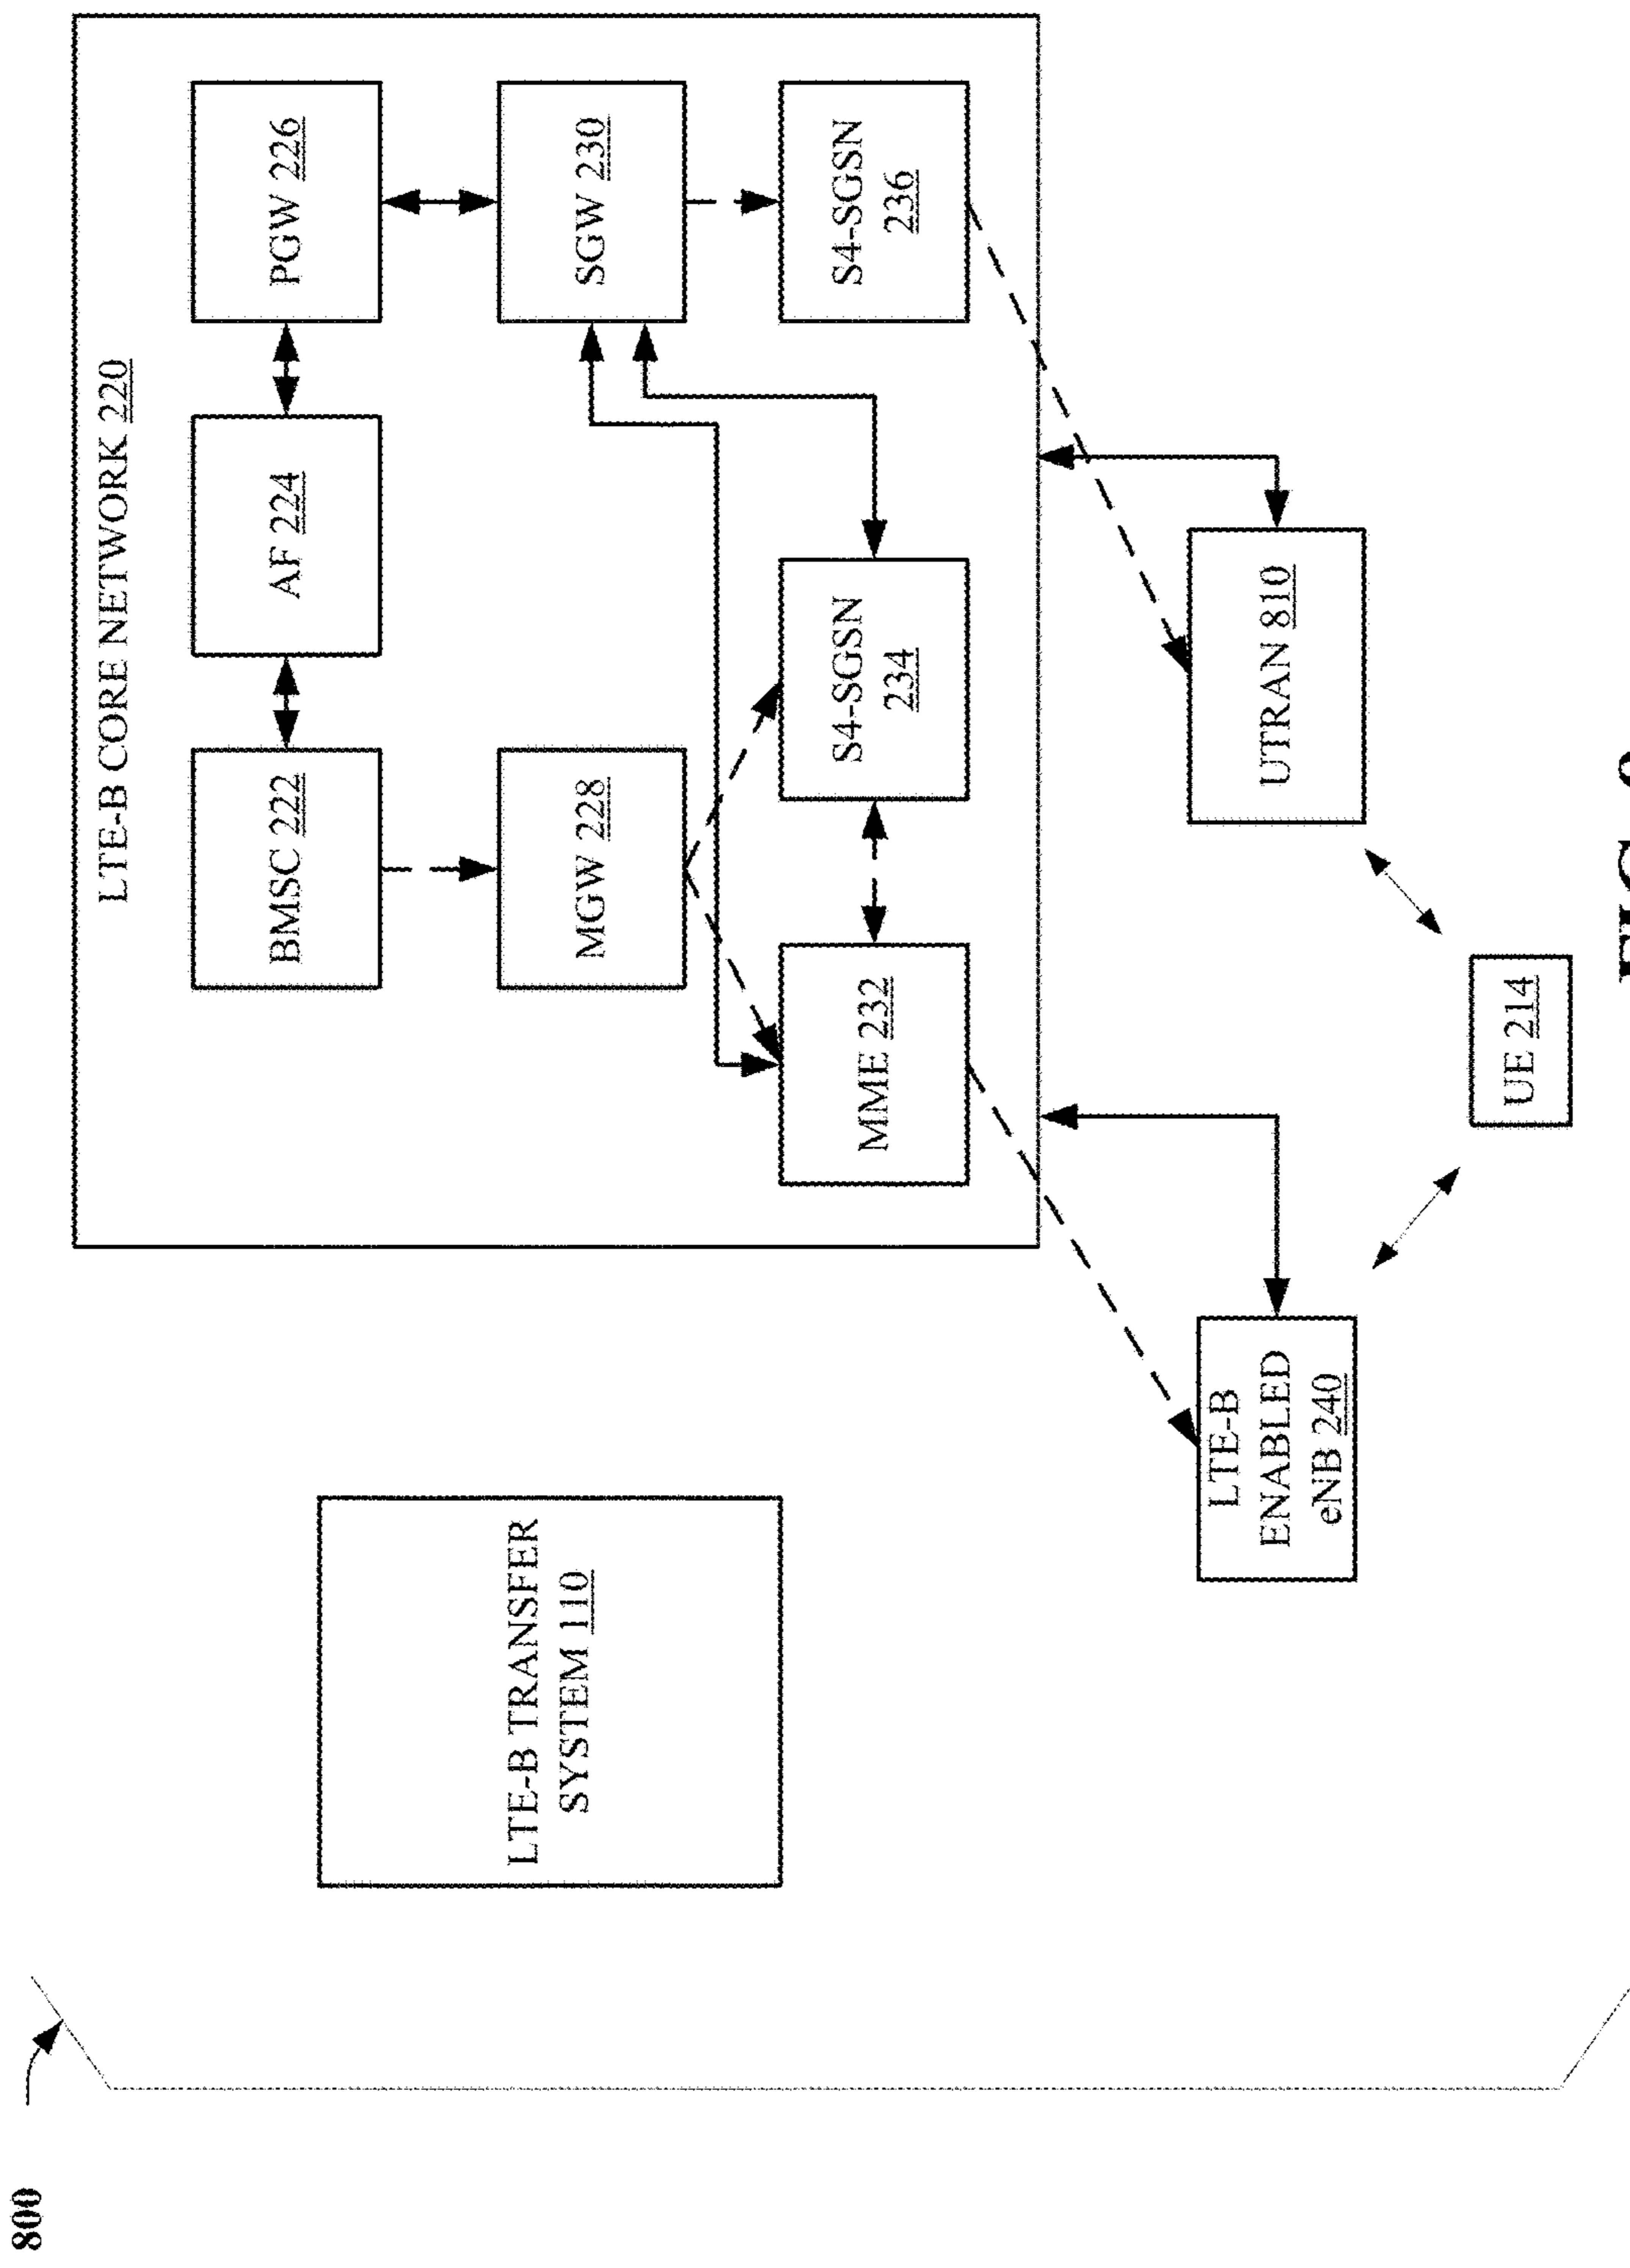 800
LTE-B CORE NETWORK 220
BMSC 222
AF 224
PGW 226
LTE-B TRANSFER
SYSTEM 110
MGW 228
SGW 230
MME 232
S4-SGSN
234
S4-SGSN
236
LTE-B
ENABLED
eNB 240
UTRAN 810
UE 214